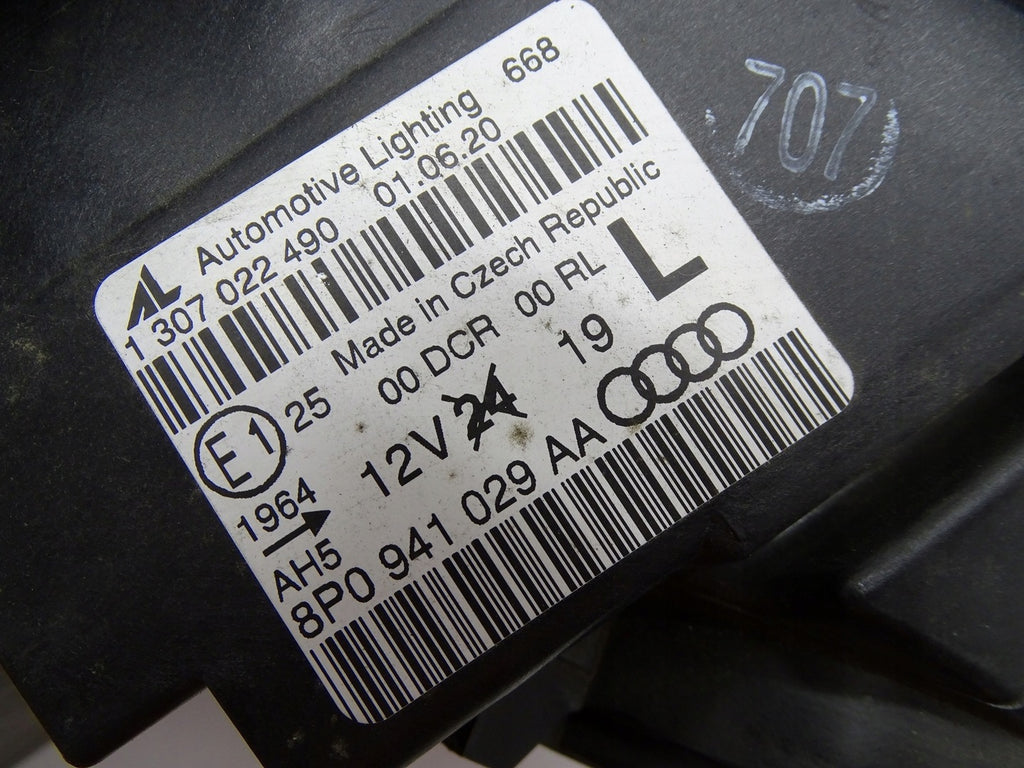 AL Automotive Lighting 668
1 307 022 490 01.06.20
Made in Czech Republic
E1 25 00 DCR 00 RL L
1964 12V 24 19
AH5
8P0 941 029 AA
707